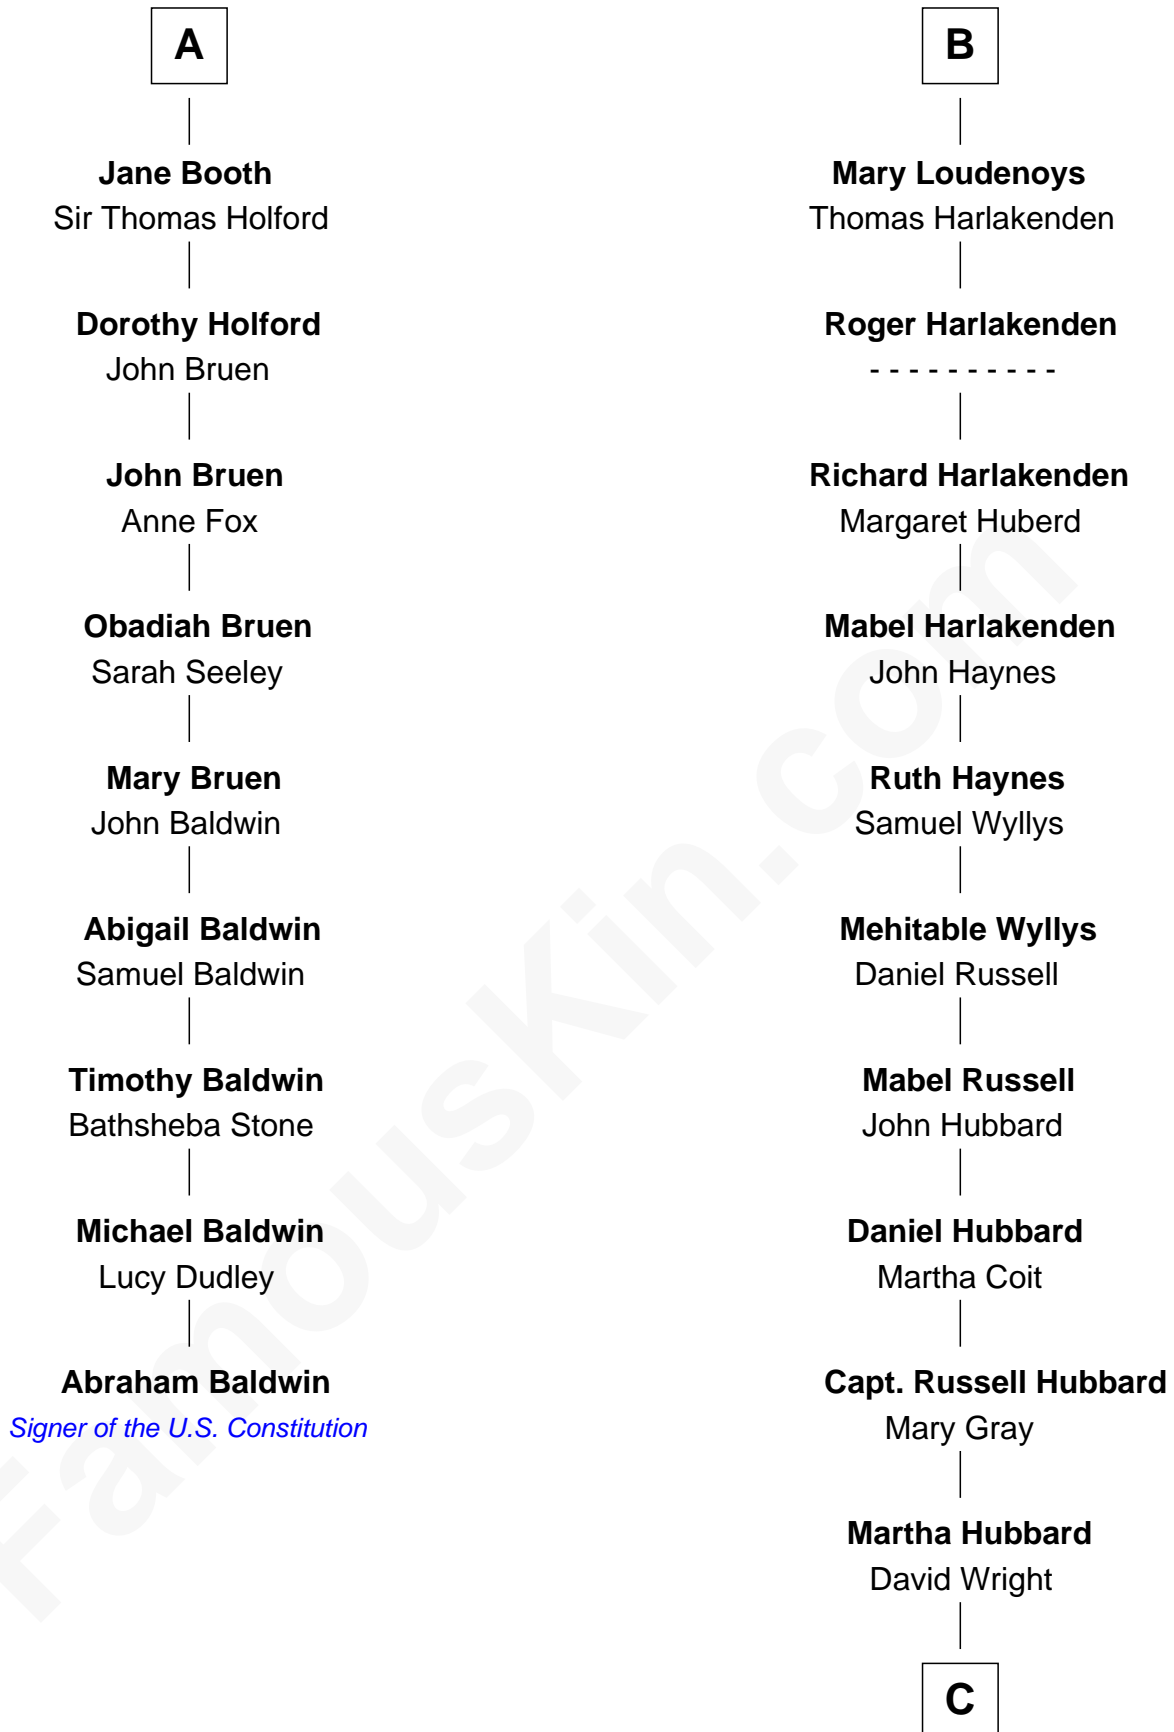 A
Jane Booth
Sir Thomas Holford
Dorothy Holford
John Bruen
John Bruen
Anne Fox
Obadiah Bruen
Sarah Seeley
Mary Bruen
John Baldwin
Abigail Baldwin
Samuel Baldwin
Timothy Baldwin
Bathsheba Stone
Michael Baldwin
Lucy Dudley
Abraham Baldwin
Signer of the U.S. Constitution
B
Mary Loudenoys
Thomas Harlakenden
Roger Harlakenden
- - - - - - - - - -
Richard Harlakenden
Margaret Huberd
Mabel Harlakenden
John Haynes
Ruth Haynes
Samuel Wyllys
Mehitable Wyllys
Daniel Russell
Mabel Russell
John Hubbard
Daniel Hubbard
Martha Coit
Capt. Russell Hubbard
Mary Gray
Martha Hubbard
David Wright
C
FamousKin.com